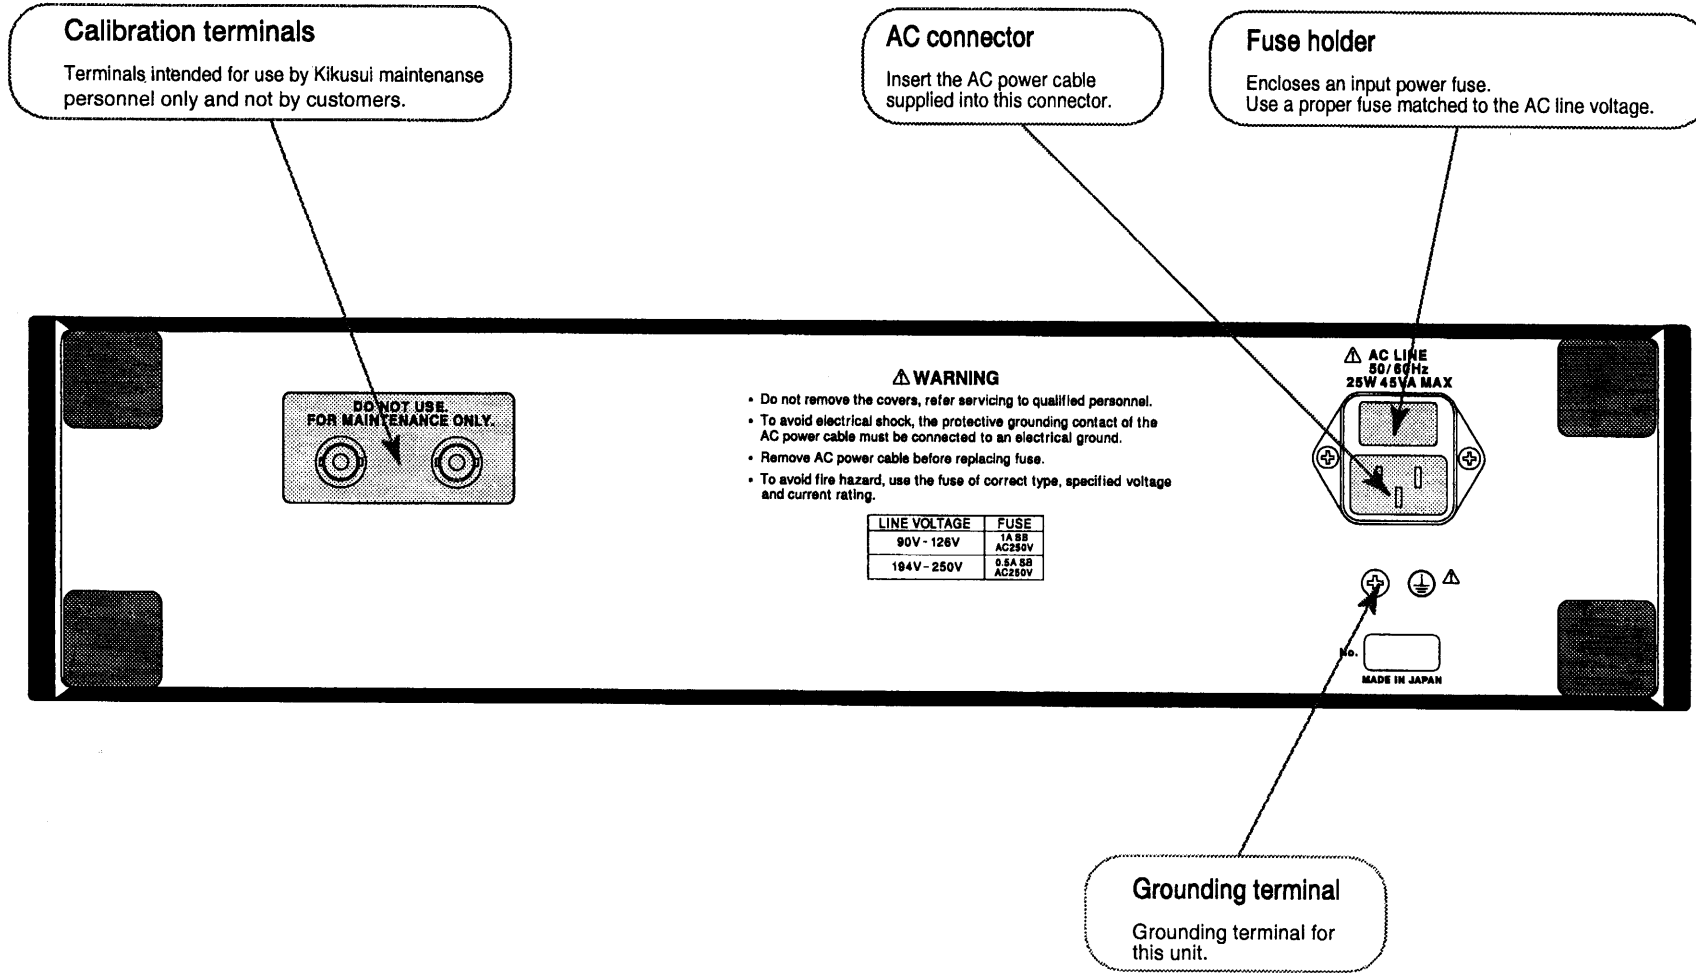 Calibration terminals
Terminals intended for use by Kikusui maintenanse
personnel only and not by customers.
AC connector
Insert the AC power cable
supplied into this connector.
Fuse holder
Encloses an input power fuse.
Use a proper fuse matched to the AC line voltage.
DO NOT USE.
FOR MAINTENANCE ONLY.
⚠ WARNING
• Do not remove the covers, refer servicing to qualified personnel.
• To avoid electrical shock, the protective grounding contact of the
AC power cable must be connected to an electrical ground.
• Remove AC power cable before replacing fuse.
• To avoid fire hazard, use the fuse of correct type, specified voltage
and current rating.
LINE VOLTAGE FUSE
90V - 126V 1A SB
AC250V
194V - 250V 0.5A SB
AC250V
⚠ AC LINE
50/60Hz
25W 45VA MAX
No.
MADE IN JAPAN
Grounding terminal
Grounding terminal for
this unit.